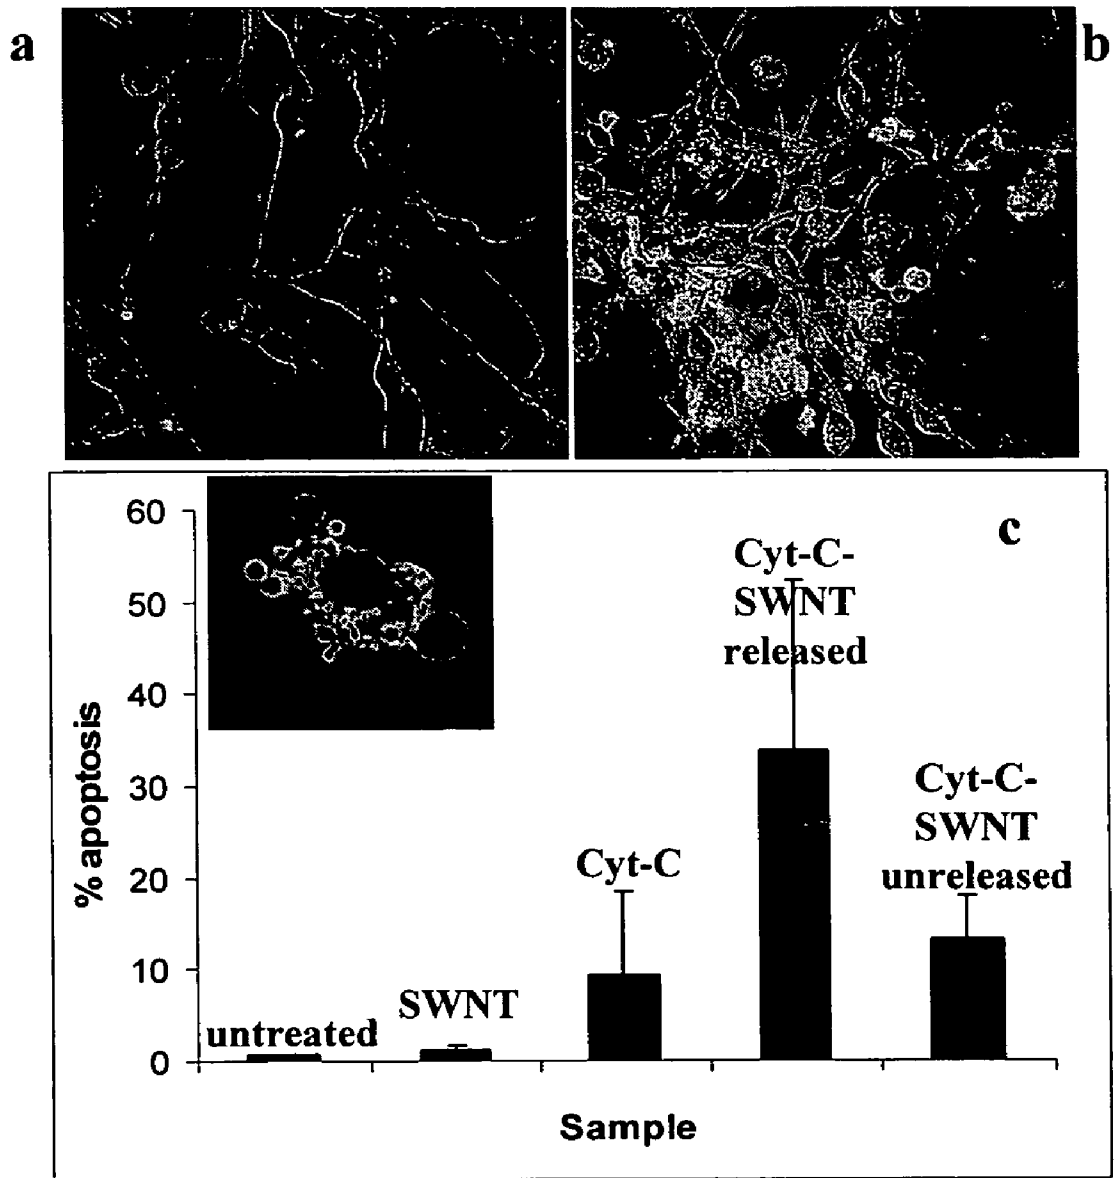 a
b
c
60
50
40
30
20
10
0
% apoptosis
untreated
SWNT
Cyt-C
Cyt-C-
SWNT
released
Cyt-C-
SWNT
unreleased
Sample